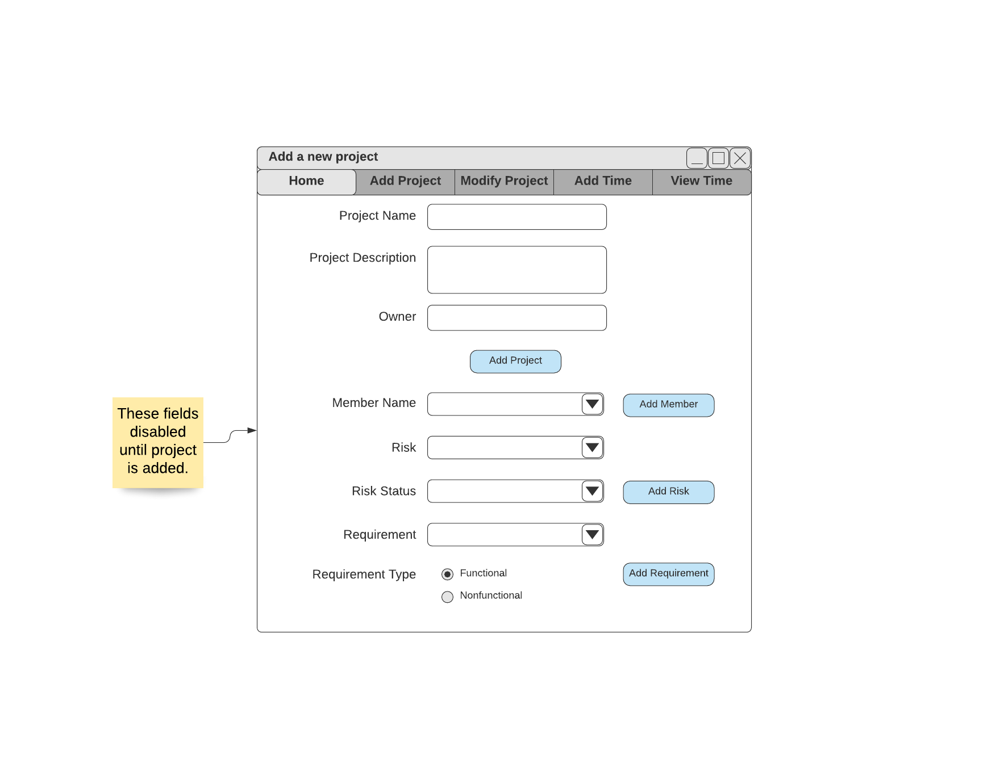 Add a new project
Home Add Project Modify Project Add Time View Time
Project Name
Project Description
Owner
Add Project
Member Name Add Member
Risk
Risk Status Add Risk
Requirement
Requirement Type Functional Add Requirement
Nonfunctional
These fields
disabled
until project
is added.